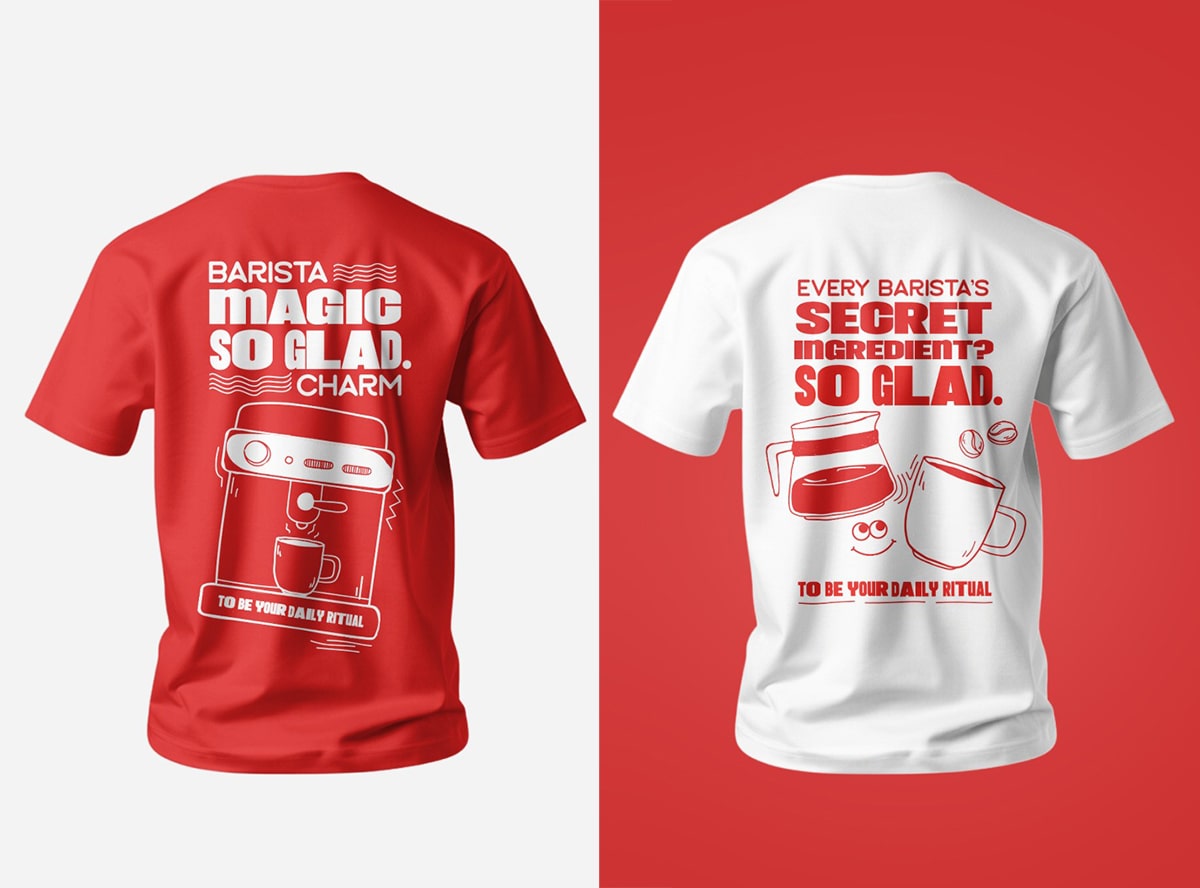 BARISTA
MAGIC
SO GLAD.
CHARM
TO BE YOUR DAILY RITUAL
EVERY BARISTA'S
SECRET
INGREDIENT?
SO GLAD.
TO BE YOUR DAILY RITUAL